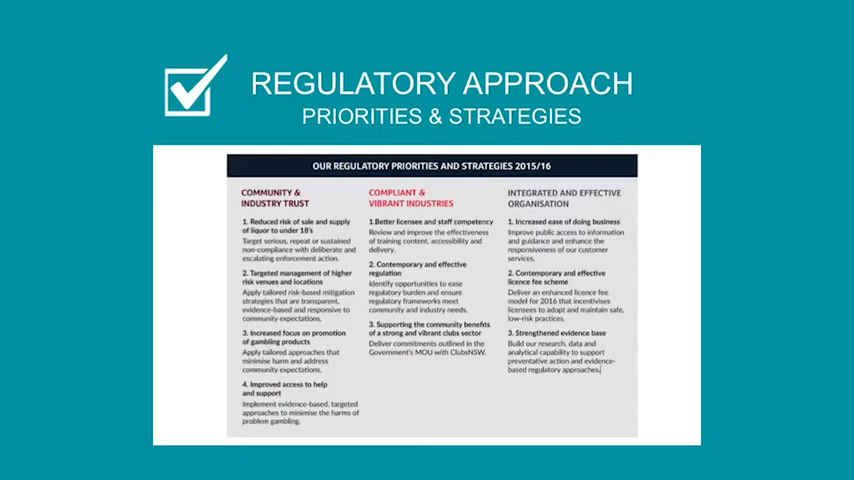 REGULATORY APPROACH
PRIORITIES & STRATEGIES
OUR REGULATORY PRIORITIES AND STRATEGIES 2015/16
COMMUNITY &
INDUSTRY TRUST
1. Reduced risk of sale and supply
of liquor to under 18's
Target serious, repeat or sustained
non-compliance with deliberate and
escalating enforcement action.
2. Targeted management of higher
risk venues and locations
Apply tailored risk-based mitigation
strategies that are transparent,
evidence-based and responsive to
community expectations.
3. Increased focus on promotion
of gambling products
Apply tailored approaches that
minimise harm and address
community expectations.
4. Improved access to help
and support
Implement evidence-based, targeted
approaches to minimise the harms of
problem gambling.
COMPLIANT &
VIBRANT INDUSTRIES
1.Better licensee and staff competency
Review and improve the effectiveness
of training content, accessibility and
delivery.
2. Contemporary and effective
regulation
Identify opportunities to ease
regulatory burden and ensure
regulatory frameworks meet
community and industry needs.
3. Supporting the community benefits
of a strong and vibrant clubs sector
Deliver commitments outlined in the
Government's MOU with ClubsNSW.
INTEGRATED AND EFFECTIVE
ORGANISATION
1. Increased ease of doing business
Improve public access to information
and guidance and enhance the
responsiveness of our customer
services.
2. Contemporary and effective
licence fee scheme
Deliver an enhanced licence fee
model for 2016 that incentivises
licensees to adopt and maintain safe,
low-risk practices.
3. Strengthened evidence base
Build our research, data and
analytical capability to support
preventative action and evidence-
based regulatory approaches.